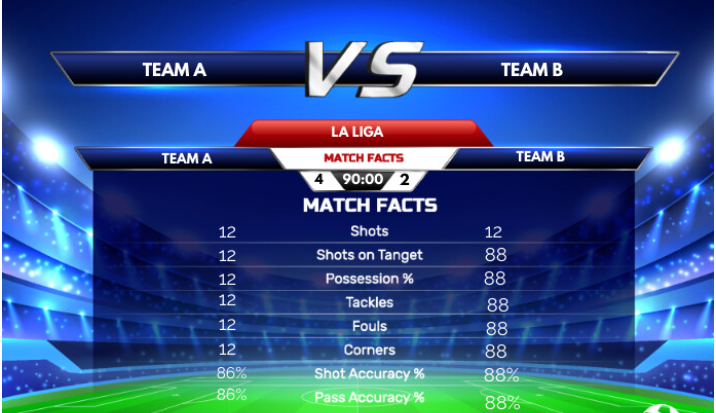 VS
TEAM A TEAM B
LA LIGA
TEAM A MATCH FACTS TEAM B
4 90:00 2
MATCH FACTS
12 Shots 12
12 Shots on Tanget 88
12 Possession % 88
12 Tackles 88
12 Fouls 88
12 Corners 88
86% Shot Accuracy % 88%
86% Pass Accuracy % 88%